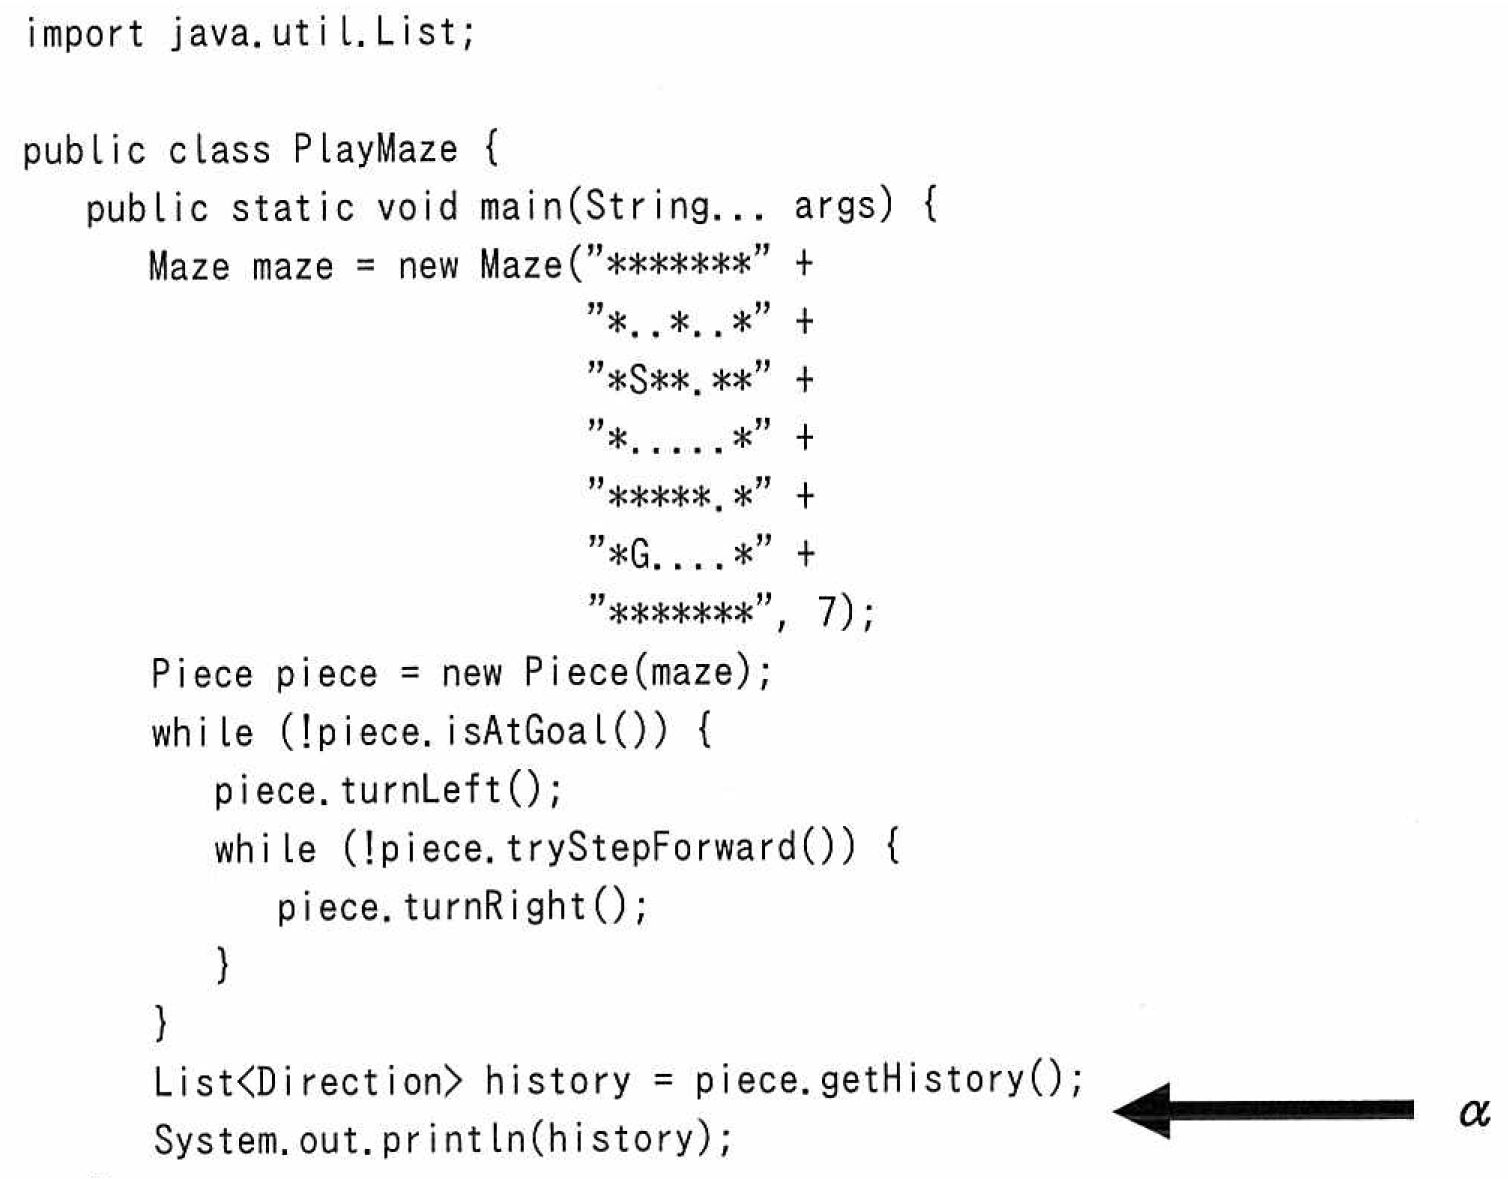 import java.util.List;
public class PlayMaze {
public static void main(String... args) {
Maze maze = new Maze("*******" +
"*..*..*" +
"*S**.**" +
"*.....*" +
"*****.*" +
"*G....*" +
"*******", 7);
Piece piece = new Piece(maze);
while (!piece.isAtGoal()) {
piece.turnLeft();
while (!piece.tryStepForward()) {
piece.turnRight();
}
}
List<Direction> history = piece.getHistory();
α
System.out.println(history);